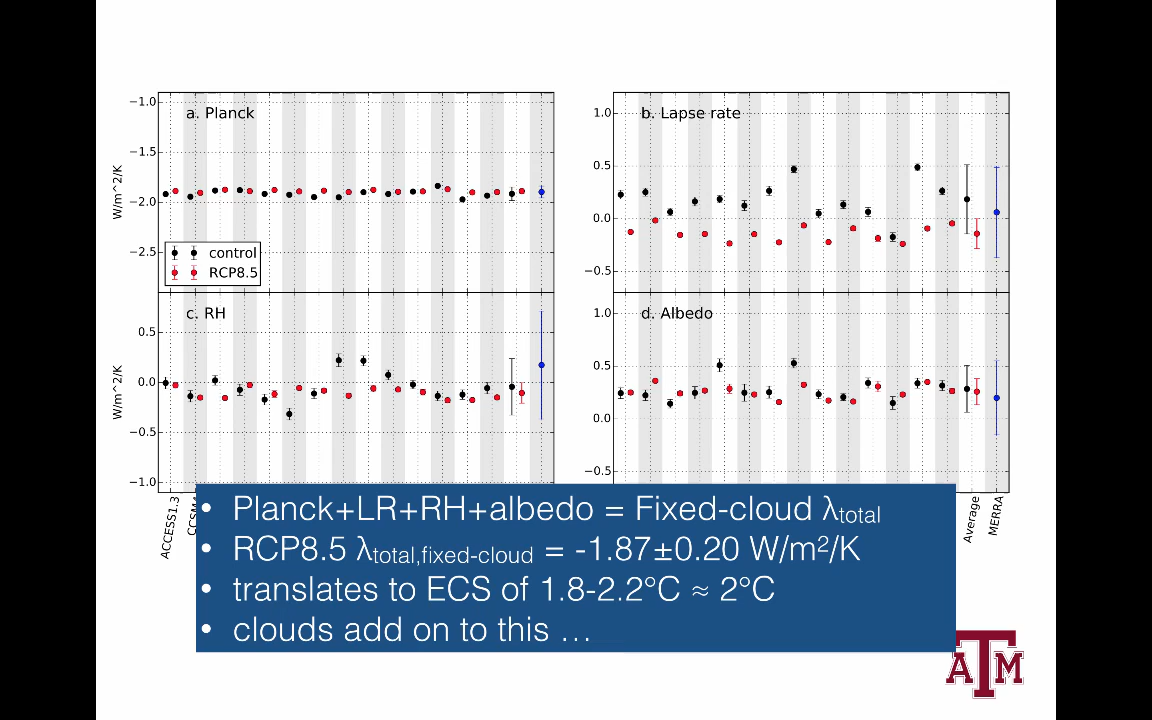 a. Planck
b. Lapse rate
−1.0
−1.5
−2.0
−2.5
W/m^2/K
control
RCP8.5
1.0
0.5
0.0
−0.5
c. RH
d. Albedo
0.5
0.0
−0.5
−1.0
W/m^2/K
1.0
0.5
0.0
−0.5
ACCESS1.3
Average
MERRA
• Planck+LR+RH+albedo = Fixed-cloud λtotal
• RCP8.5 λtotal,fixed-cloud = -1.87±0.20 W/m²/K
• translates to ECS of 1.8-2.2°C ≈ 2°C
• clouds add on to this …
ATM